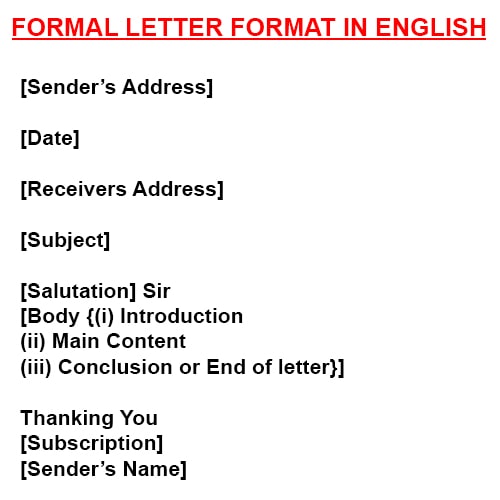 FORMAL LETTER FORMAT IN ENGLISH
[Sender’s Address]
[Date]
[Receivers Address]
[Subject]
[Salutation] Sir
[Body {(i) Introduction
(ii) Main Content
(iii) Conclusion or End of letter}]
Thanking You
[Subscription]
[Sender’s Name]